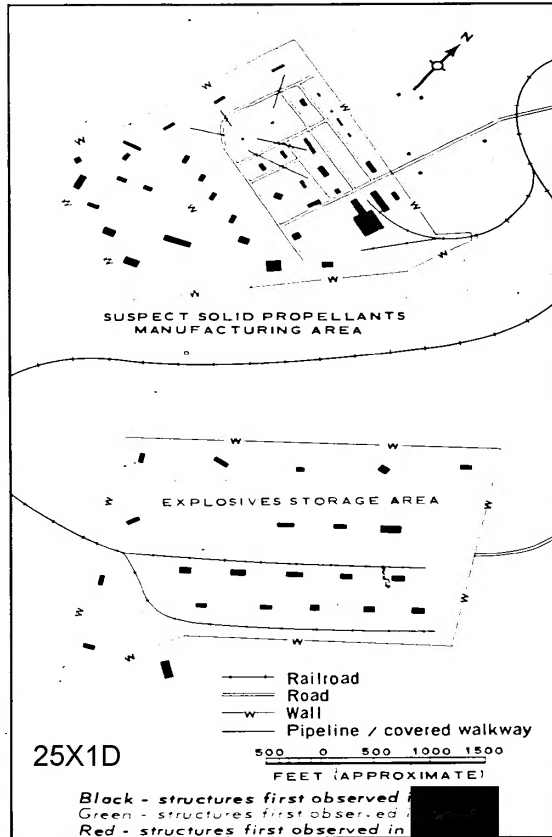 N
W
W
W
W
W
W
W
W
W
SUSPECT SOLID PROPELLANTS
MANUFACTURING AREA
W
W
W
EXPLOSIVES STORAGE AREA
W
W
W
W
W
W
Railroad
Road
W Wall
Pipeline / covered walkway
25X1D
500 0 500 1000 1500
FEET (APPROXIMATE)
Black - structures first observed
Green - structures first observed
Red - structures first observed in